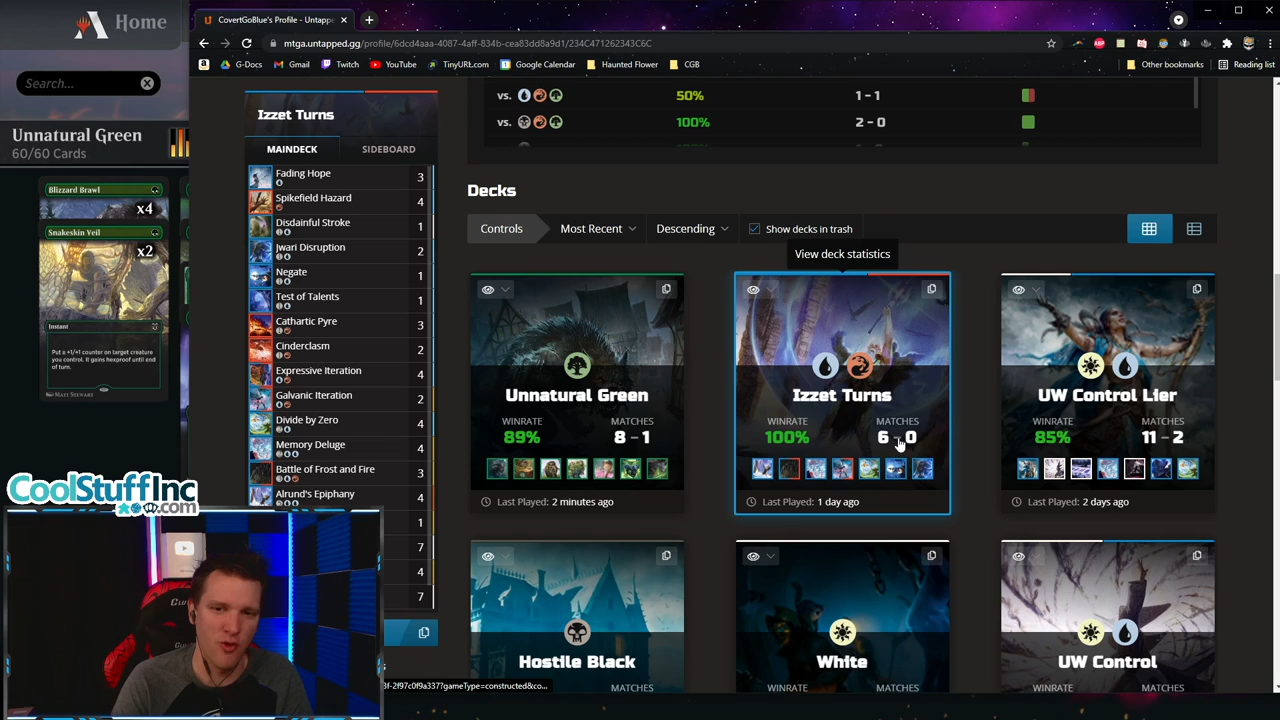 Home
Search...
Unnatural Green
60/60 Cards
Blizzard Brawl
x4
Snakeskin Veil
x2
Instant
Put a +1/+1 counter on target creature
you control. It gains hexproof until end
of turn.
MATT STEWART
CoolStuffInc
.com
CovertGoBlue's Profile - Untapp
mtga.untapped.gg/profile/6dcd4aaa-4087-4aff-834b-cea83dd8a9d1/234C471262343C6C
G-Docs
Gmail
Twitch
YouTube
TinyURL.com
Google Calendar
Haunted Flower
CGB
Other bookmarks
Reading list
Izzet Turns
MAINDECK
SIDEBOARD
Fading Hope 3
Spikefield Hazard 4
Disdainful Stroke 1
Jwari Disruption 2
Negate 1
Test of Talents 1
Cathartic Pyre 3
Cinderclasm 2
Expressive Iteration 4
Galvanic Iteration 2
Divide by Zero 4
Memory Deluge 4
Battle of Frost and Fire 3
Alrund's Epiphany 4
1
7
4
7
vs. 50% 1 - 1
vs. 100% 2 - 0
Decks
Controls
Most Recent
Descending
Show decks in trash
View deck statistics
Unnatural Green
WINRATE MATCHES
89% 8 - 1
Last Played: 2 minutes ago
Izzet Turns
WINRATE MATCHES
100% 6 - 0
Last Played: 1 day ago
UW Control Lier
WINRATE MATCHES
85% 11 - 2
Last Played: 2 days ago
Hostile Black
MATCHES
White
MATCHES
UW Control
MATCHES
8f-2f97c0f9a337?gameType=constructed&co...